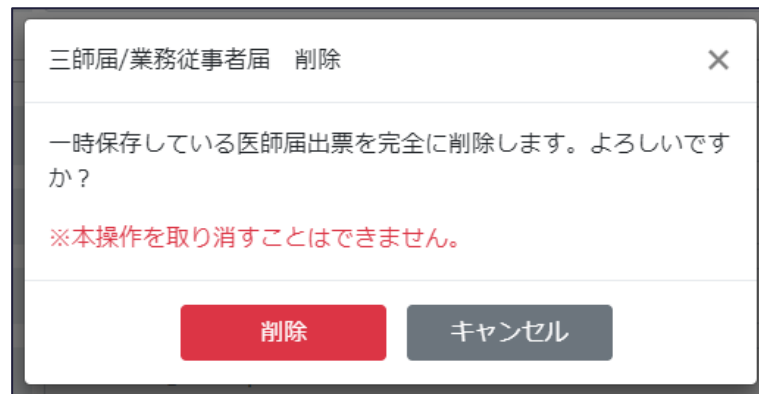 三師届/業務従事者届　削除
一時保存している医師届出票を完全に削除します。よろしいです
か？
※本操作を取り消すことはできません。
削除
キャンセル